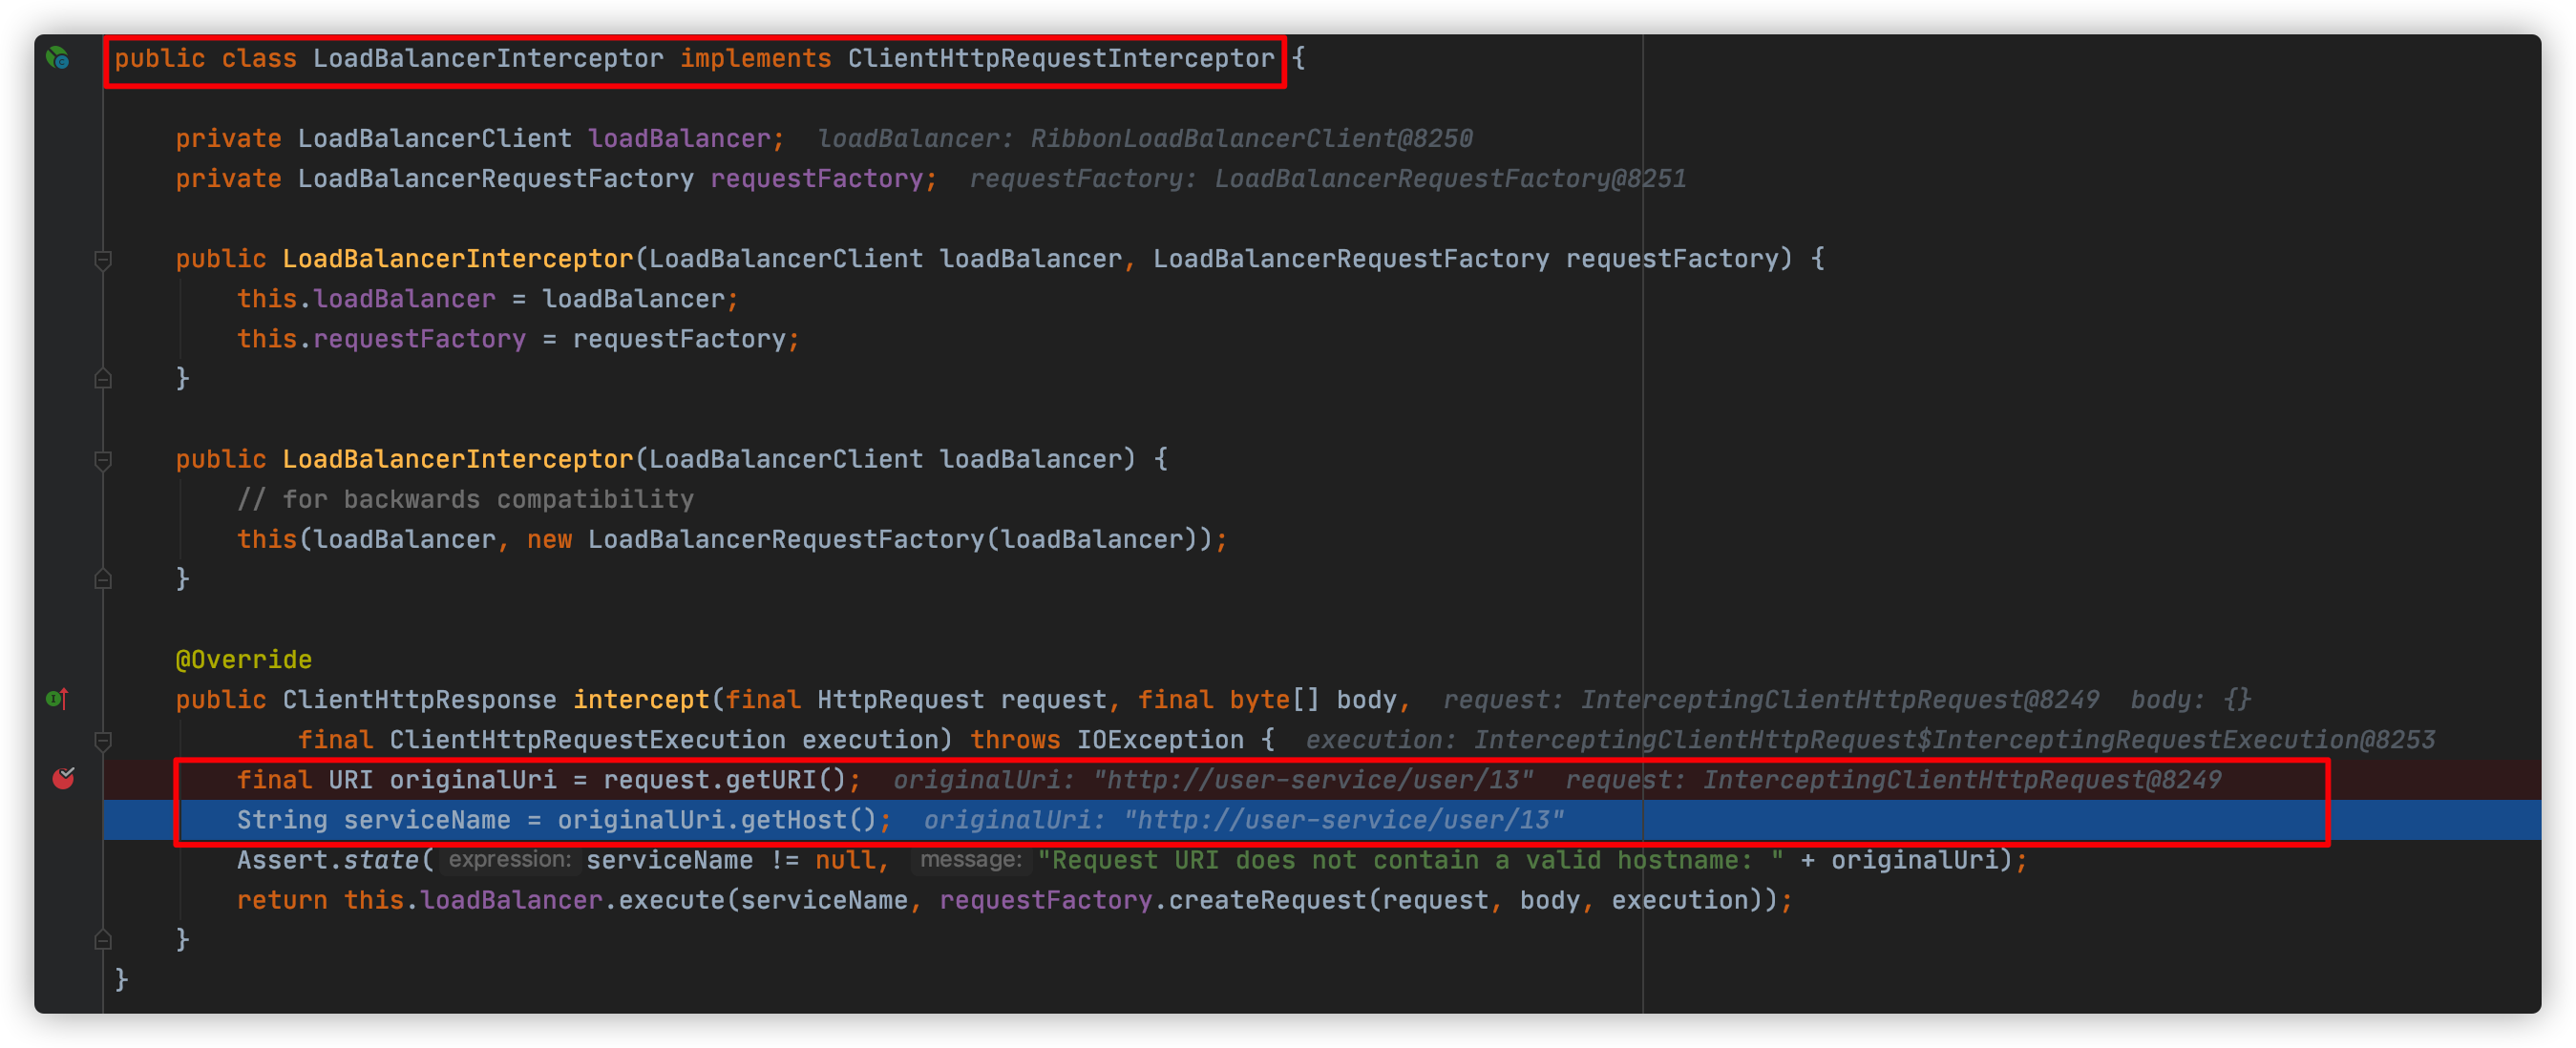 public class LoadBalancerInterceptor implements ClientHttpRequestInterceptor {
private LoadBalancerClient loadBalancer;  loadBalancer: RibbonLoadBalancerClient@8250
private LoadBalancerRequestFactory requestFactory;  requestFactory: LoadBalancerRequestFactory@8251
public LoadBalancerInterceptor(LoadBalancerClient loadBalancer, LoadBalancerRequestFactory requestFactory) {
this.loadBalancer = loadBalancer;
this.requestFactory = requestFactory;
}
public LoadBalancerInterceptor(LoadBalancerClient loadBalancer) {
// for backwards compatibility
this(loadBalancer, new LoadBalancerRequestFactory(loadBalancer));
}
@Override
public ClientHttpResponse intercept(final HttpRequest request, final byte[] body,  request: InterceptingClientHttpRequest@8249  body: {}
final ClientHttpRequestExecution execution) throws IOException {  execution: InterceptingClientHttpRequest$InterceptingRequestExecution@8253
final URI originalUri = request.getURI();  originalUri: "http://user-service/user/13"  request: InterceptingClientHttpRequest@8249
String serviceName = originalUri.getHost();  originalUri: "http://user-service/user/13"
Assert.state( expression: serviceName != null,  message: "Request URI does not contain a valid hostname: " + originalUri);
return this.loadBalancer.execute(serviceName, requestFactory.createRequest(request, body, execution));
}
}